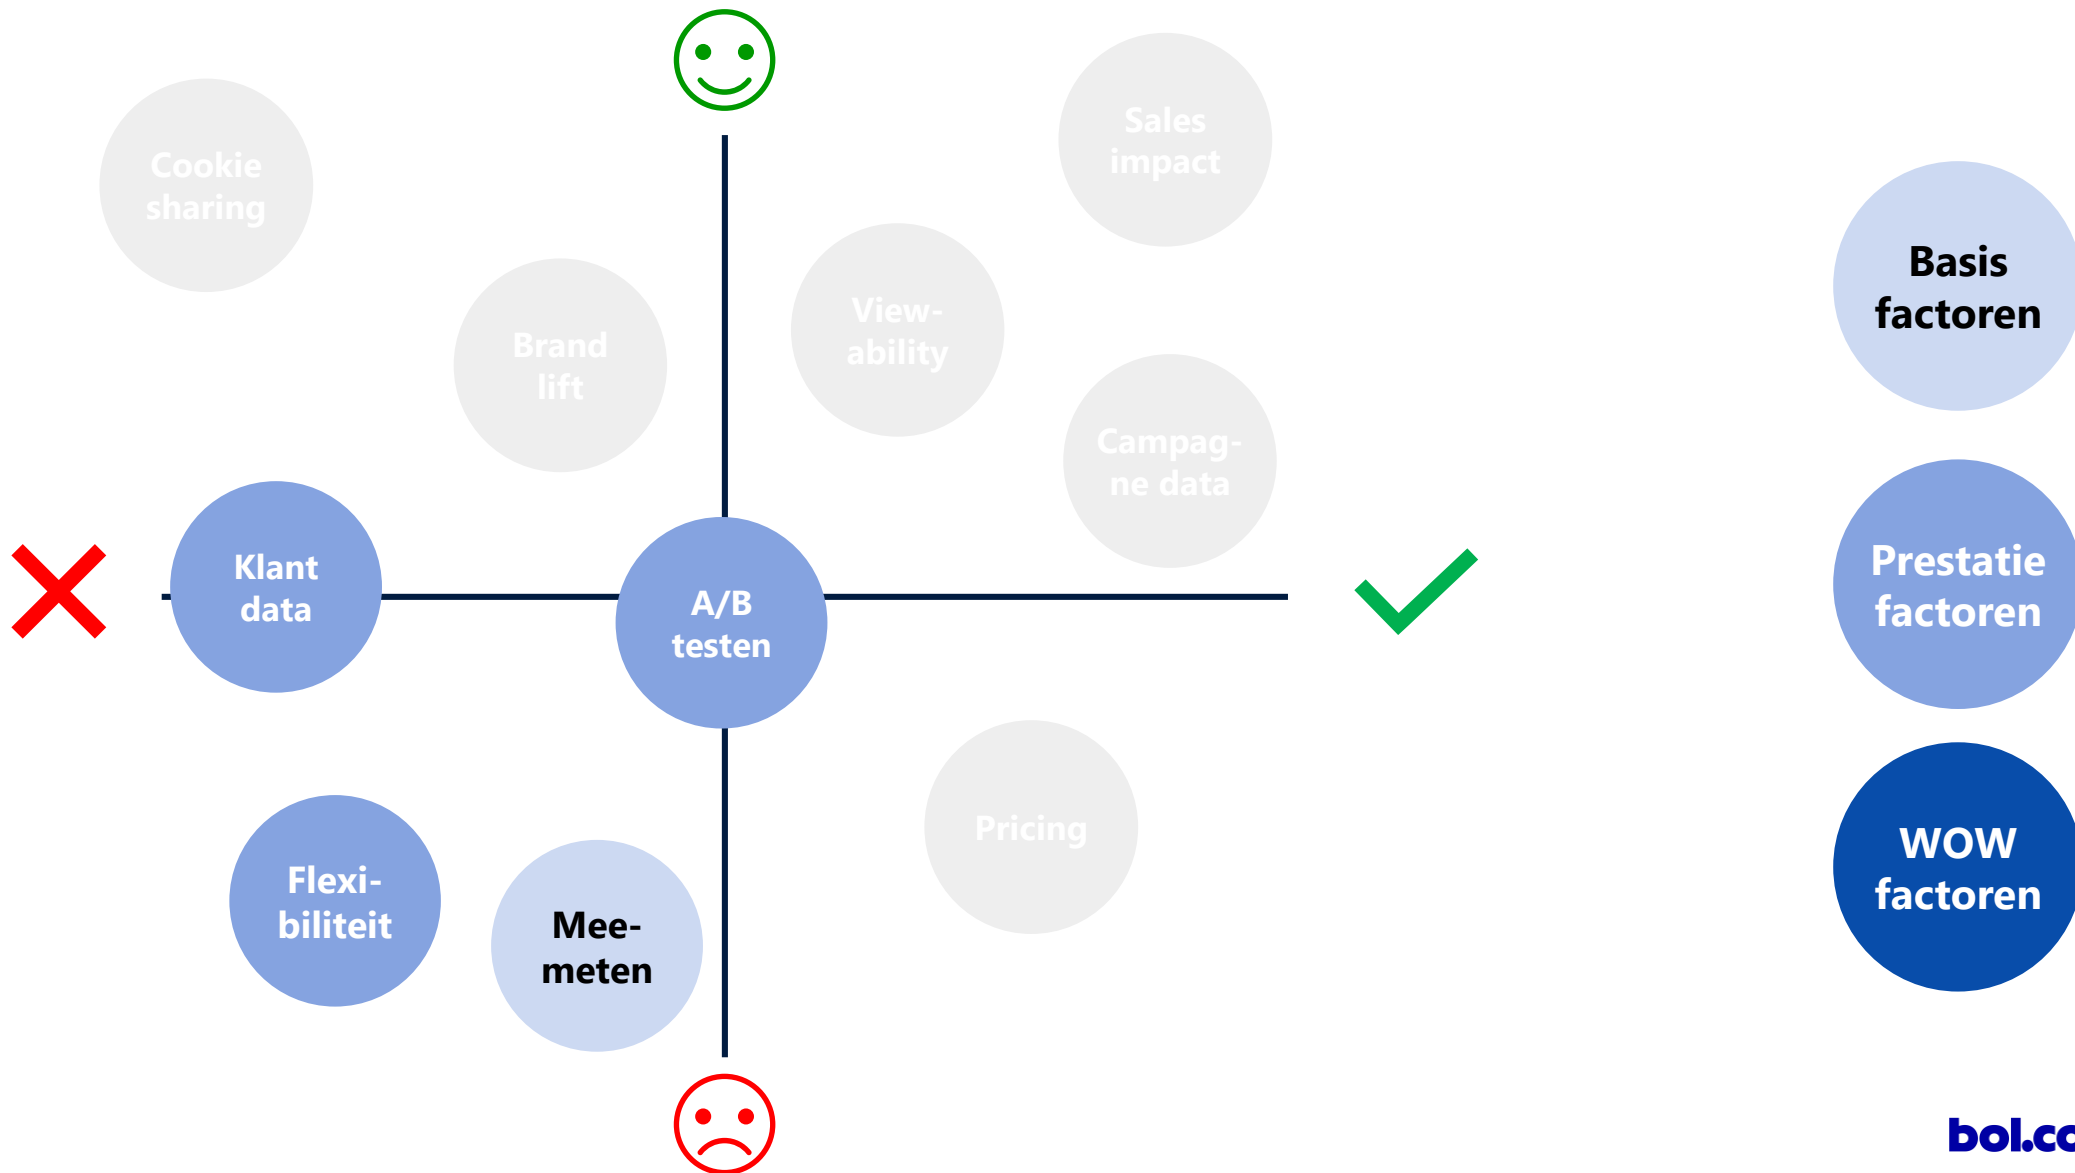 Cookie
sharing
Sales
impact
Brand
lift
View-
ability
Campag-
ne data
Klant
data
A/B
testen
Flexi-
biliteit
Mee-
meten
Pricing
Basis
factoren
Prestatie
factoren
WOW
factoren
bol.co